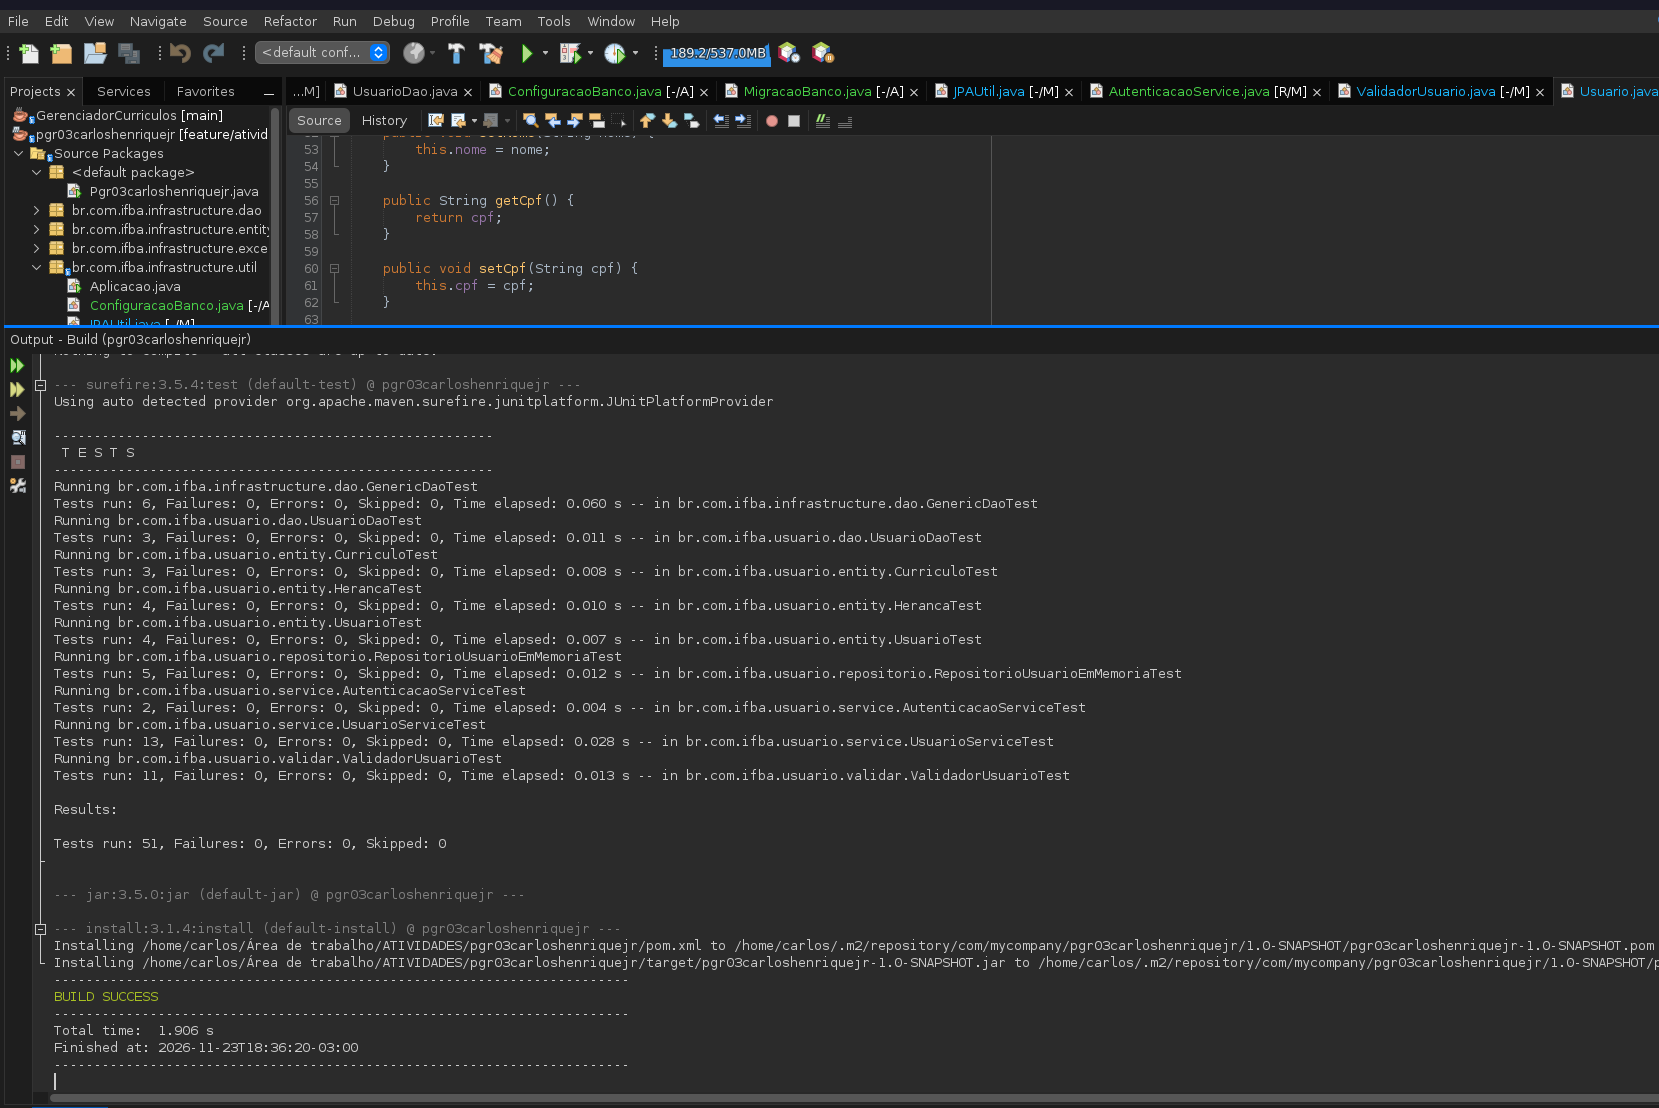 File Edit View Navigate Source Refactor Run Debug Profile Team Tools Window Help
<default conf... 189.2/537.0MB
Projects Services Favorites
...M] UsuarioDao.java ConfiguracaoBanco.java [-/A] MigracaoBanco.java [-/A] JPAUtil.java [-/M] AutenticacaoService.java [R/M] ValidadorUsuario.java [-/M] Usuario.java
GerenciadorCurriculos [main]
pgr03carloshenriquejr [feature/ativid
Source Packages
<default package>
Pgr03carloshenriquejr.java
br.com.ifba.infrastructure.dao
br.com.ifba.infrastructure.entity
br.com.ifba.infrastructure.exce
br.com.ifba.infrastructure.util
Aplicacao.java
ConfiguracaoBanco.java [-/A
JPAUtil.java [-/M]
Source History
52 public void setNome(String nome) {
53 this.nome = nome;
54 }
55
56 public String getCpf() {
57 return cpf;
58 }
59
60 public void setCpf(String cpf) {
61 this.cpf = cpf;
62 }
63
Output - Build (pgr03carloshenriquejr)
Nothing to compile - all classes are up to date.
--- surefire:3.5.4:test (default-test) @ pgr03carloshenriquejr ---
Using auto detected provider org.apache.maven.surefire.junitplatform.JUnitPlatformProvider
-------------------------------------------------------
T E S T S
-------------------------------------------------------
Running br.com.ifba.infrastructure.dao.GenericDaoTest
Tests run: 6, Failures: 0, Errors: 0, Skipped: 0, Time elapsed: 0.060 s -- in br.com.ifba.infrastructure.dao.GenericDaoTest
Running br.com.ifba.usuario.dao.UsuarioDaoTest
Tests run: 3, Failures: 0, Errors: 0, Skipped: 0, Time elapsed: 0.011 s -- in br.com.ifba.usuario.dao.UsuarioDaoTest
Running br.com.ifba.usuario.entity.CurriculoTest
Tests run: 3, Failures: 0, Errors: 0, Skipped: 0, Time elapsed: 0.008 s -- in br.com.ifba.usuario.entity.CurriculoTest
Running br.com.ifba.usuario.entity.HerancaTest
Tests run: 4, Failures: 0, Errors: 0, Skipped: 0, Time elapsed: 0.010 s -- in br.com.ifba.usuario.entity.HerancaTest
Running br.com.ifba.usuario.entity.UsuarioTest
Tests run: 4, Failures: 0, Errors: 0, Skipped: 0, Time elapsed: 0.007 s -- in br.com.ifba.usuario.entity.UsuarioTest
Running br.com.ifba.usuario.repositorio.RepositorioUsuarioEmMemoriaTest
Tests run: 5, Failures: 0, Errors: 0, Skipped: 0, Time elapsed: 0.012 s -- in br.com.ifba.usuario.repositorio.RepositorioUsuarioEmMemoriaTest
Running br.com.ifba.usuario.service.AutenticacaoServiceTest
Tests run: 2, Failures: 0, Errors: 0, Skipped: 0, Time elapsed: 0.004 s -- in br.com.ifba.usuario.service.AutenticacaoServiceTest
Running br.com.ifba.usuario.service.UsuarioServiceTest
Tests run: 13, Failures: 0, Errors: 0, Skipped: 0, Time elapsed: 0.028 s -- in br.com.ifba.usuario.service.UsuarioServiceTest
Running br.com.ifba.usuario.validar.ValidadorUsuarioTest
Tests run: 11, Failures: 0, Errors: 0, Skipped: 0, Time elapsed: 0.013 s -- in br.com.ifba.usuario.validar.ValidadorUsuarioTest
Results:
Tests run: 51, Failures: 0, Errors: 0, Skipped: 0
--- jar:3.5.0:jar (default-jar) @ pgr03carloshenriquejr ---
--- install:3.1.4:install (default-install) @ pgr03carloshenriquejr ---
Installing /home/carlos/Área de trabalho/ATIVIDADES/pgr03carloshenriquejr/pom.xml to /home/carlos/.m2/repository/com/mycompany/pgr03carloshenriquejr/1.0-SNAPSHOT/pgr03carloshenriquejr-1.0-SNAPSHOT.pom
Installing /home/carlos/Área de trabalho/ATIVIDADES/pgr03carloshenriquejr/target/pgr03carloshenriquejr-1.0-SNAPSHOT.jar to /home/carlos/.m2/repository/com/mycompany/pgr03carloshenriquejr/1.0-SNAPSHOT/p
------------------------------------------------------------------------
BUILD SUCCESS
------------------------------------------------------------------------
Total time:  1.906 s
Finished at: 2026-11-23T18:36:20-03:00
------------------------------------------------------------------------